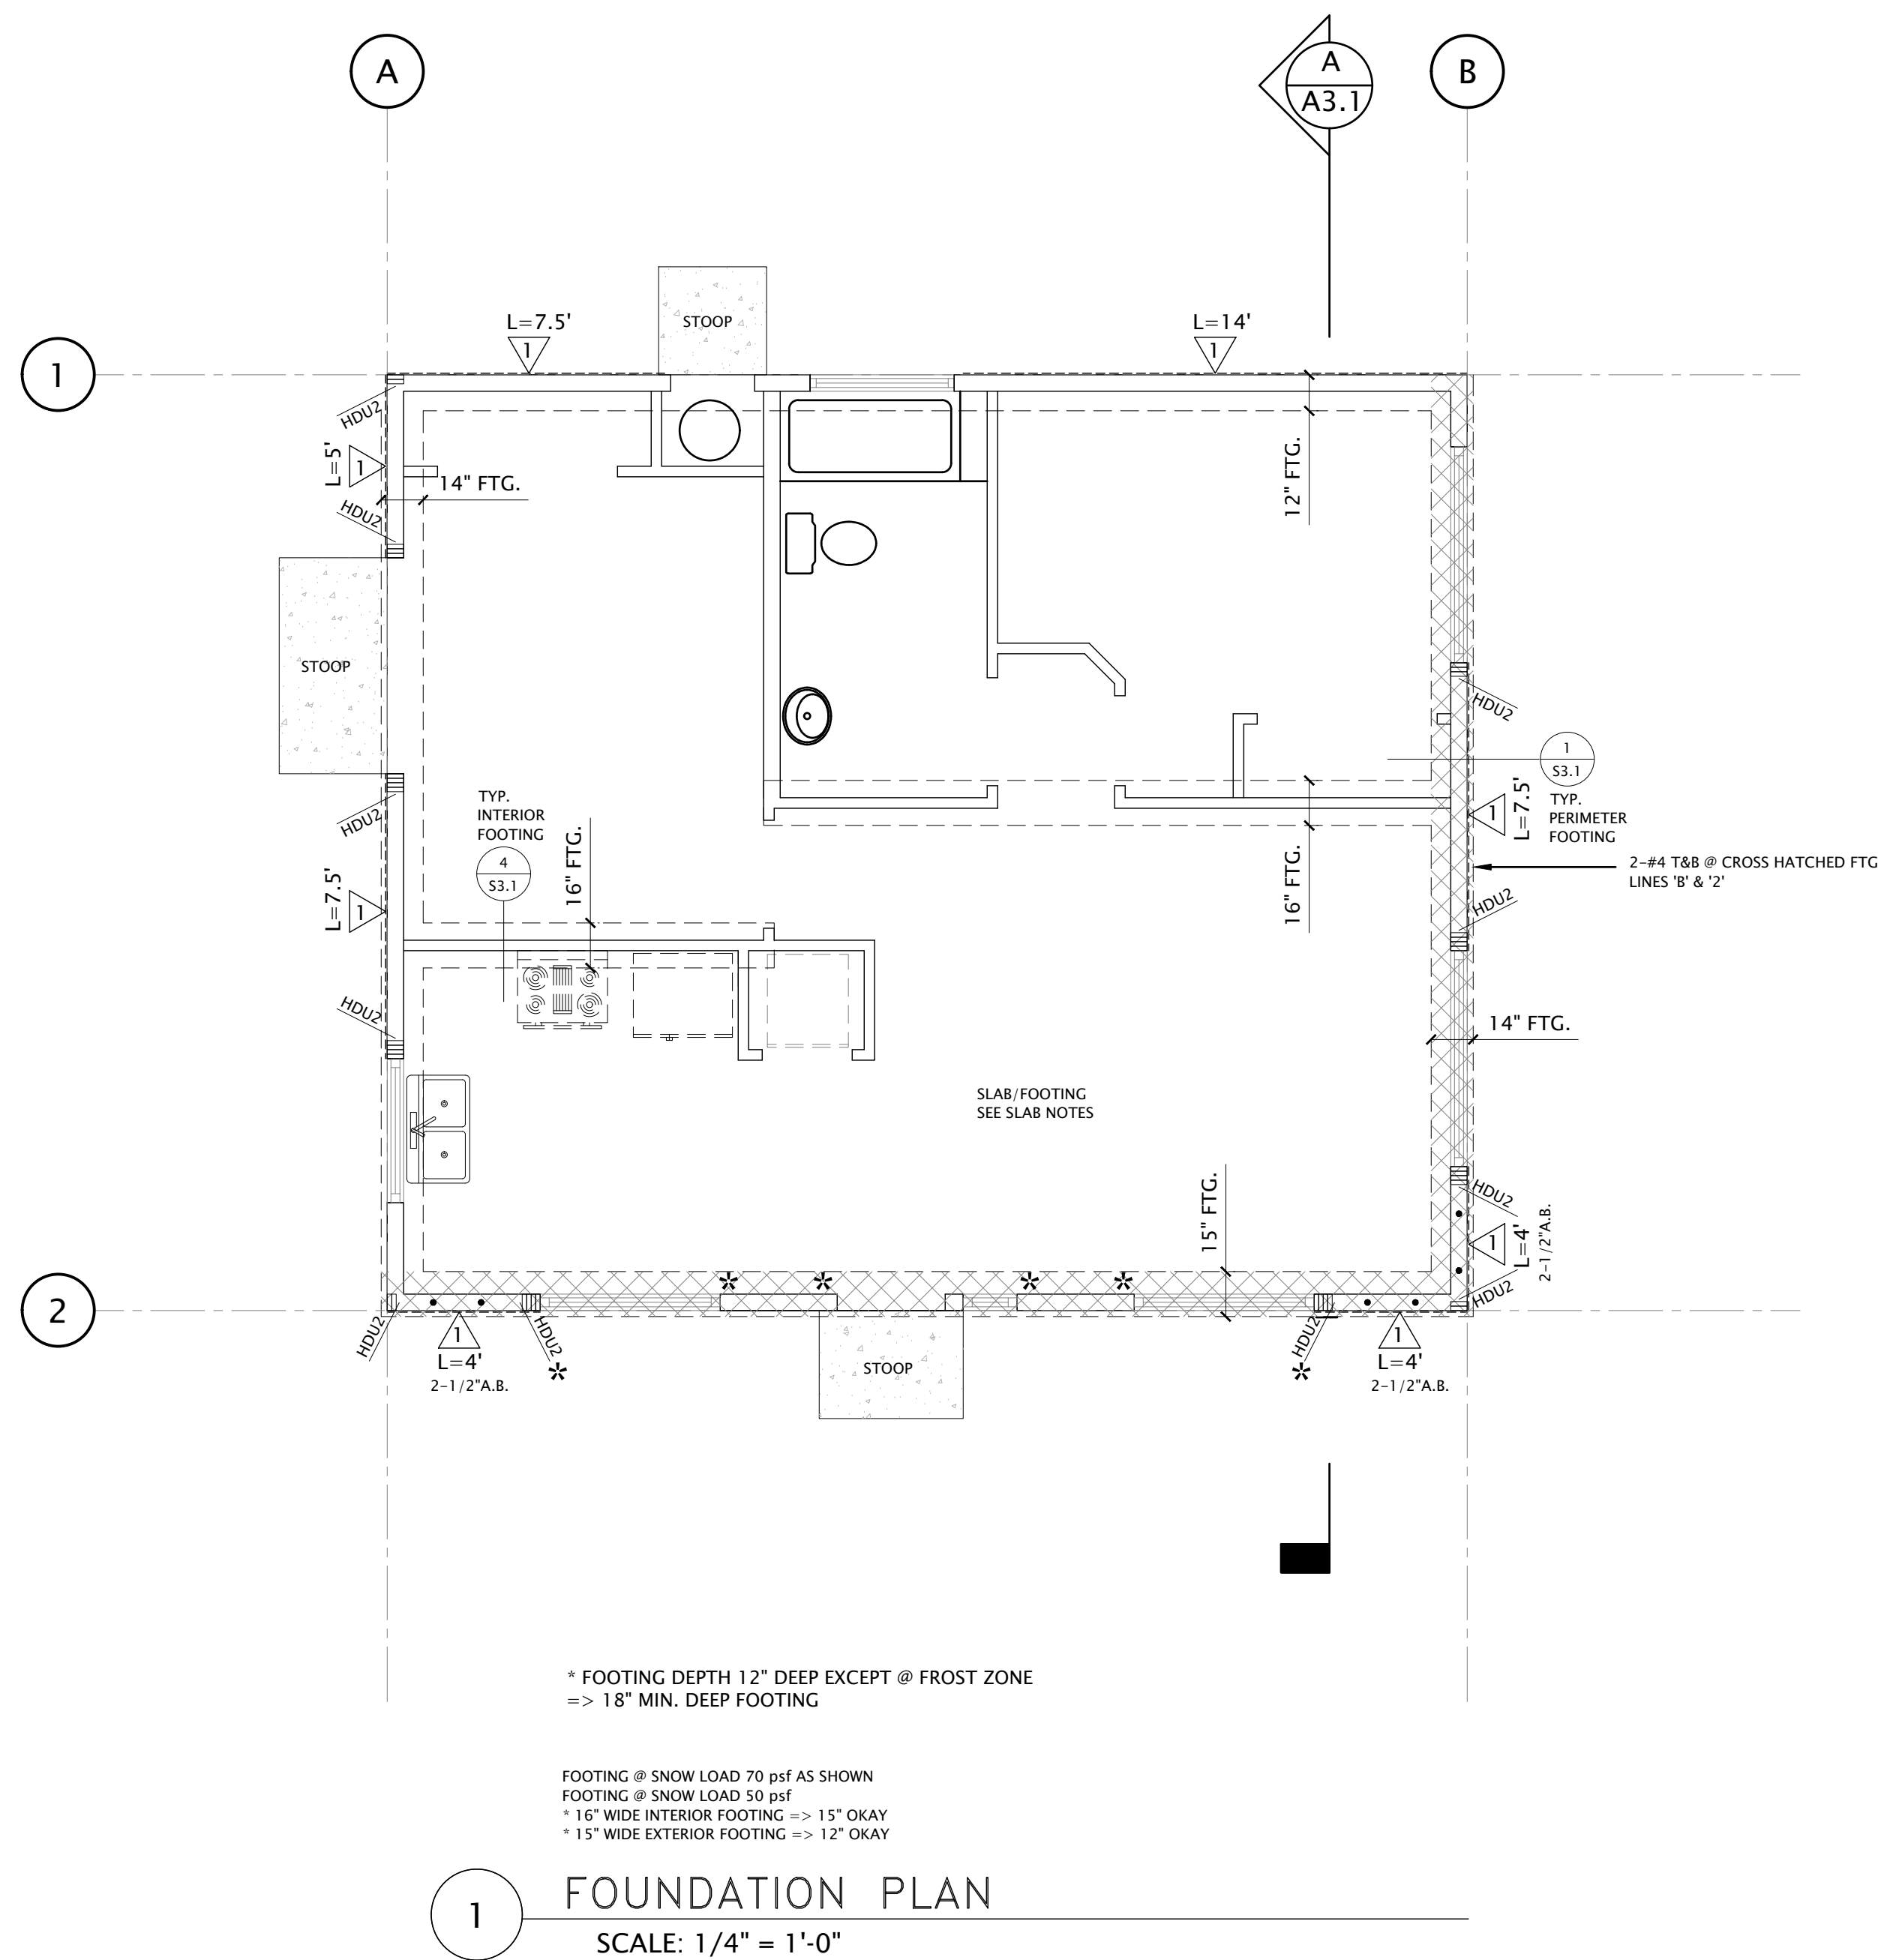 A
A
A3.1
B
L=7.5'
1
STOOP
L=14'
1
1
HDU2
L=5'
1
14" FTG.
12" FTG.
HDU2
STOOP
HDU2
HDU2
1
S3.1
TYP.
PERIMETER
FOOTING
1
L=7.5'
TYP.
INTERIOR
FOOTING
4
S3.1
16" FTG.
16" FTG.
2-#4 T&B @ CROSS HATCHED FTG
LINES 'B' & '2'
L=7.5'
1
HDU2
HDU2
14" FTG.
SLAB/FOOTING
SEE SLAB NOTES
15" FTG.
HDU2
1
L=4'
2-1/2"A.B.
HDU2
* * * *
2
HDU2
1
L=4'
2-1/2"A.B.
HDU2
*
STOOP
HDU2
*
1
L=4'
2-1/2"A.B.
* FOOTING DEPTH 12" DEEP EXCEPT @ FROST ZONE
=> 18" MIN. DEEP FOOTING
FOOTING @ SNOW LOAD 70 psf AS SHOWN
FOOTING @ SNOW LOAD 50 psf
* 16" WIDE INTERIOR FOOTING => 15" OKAY
* 15" WIDE EXTERIOR FOOTING => 12" OKAY
1
FOUNDATION PLAN
SCALE: 1/4" = 1'-0"